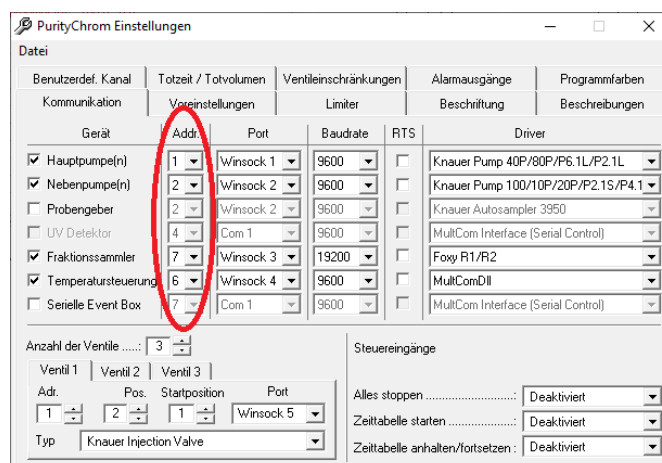 PurityChrom Einstellungen
Datei
Benutzerdef. Kanal Totzeit / Totvolumen Ventileinschränkungen Alarmausgänge Programmfarben
Kommunikation Voreinstellungen Limiter Beschriftung Beschreibungen
Gerät Addr. Port Baudrate RTS Driver
Hauptpumpe(n) 1 Winsock 1 9600 Knauer Pump 40P/80P/P6.1L/P2.1L
Nebenpumpe(n) 2 Winsock 2 9600 Knauer Pump 100/10P/20P/P2.1S/P4.1
Probengeber 2 Winsock 2 9600 Knauer Autosampler 3950
UV Detektor 4 Com 1 9600 MultCom Interface (Serial Control)
Fraktionssammler 7 Winsock 3 19200 Foxy R1/R2
Temperatursteuerung 6 Winsock 4 9600 MultComDll
Serielle Event Box 7 Com 1 9600 MultCom Interface (Serial Control)
Anzahl der Ventile .....: 3
Steuereingänge
Ventil 1 Ventil 2 Ventil 3
Adr. Pos. Startposition Port
Alles stoppen ......................: Deaktiviert
1 2 1 Winsock 5
Zeittabelle starten ................: Deaktiviert
Typ Knauer Injection Valve
Zeittabelle anhalten/fortsetzen : Deaktiviert